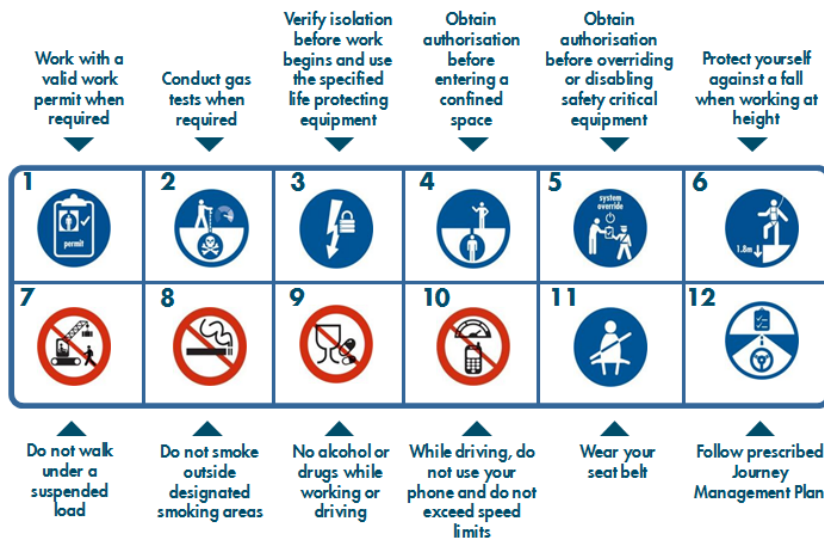 Work with a
valid work
permit when
required
Conduct gas
tests when
required
Verify isolation
before work
begins and use
the specified
life protecting
equipment
Obtain
authorisation
before
entering a
confined
space
Obtain
authorisation
before overriding
or disabling
safety critical
equipment
Protect yourself
against a fall
when working at
height
1
permit
2
3
4
5
system
override
6
1.8m
7
8
9
10
11
12
Do not walk
under a
suspended
load
Do not smoke
outside
designated
smoking areas
No alcohol or
drugs while
working or
driving
While driving, do
not use your
phone and do not
exceed speed
limits
Wear your
seat belt
Follow prescribed
Journey
Management Plan